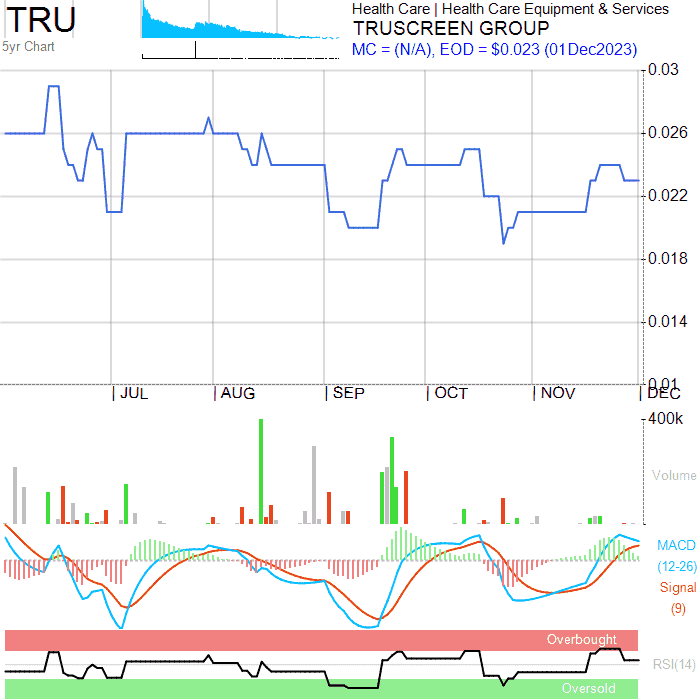 TRU
5yr Chart
Health Care | Health Care Equipment & Services
TRUSCREEN GROUP
MC = (N/A), EOD = $0.023 (01Dec2023)
0.03
0.026
0.022
0.018
0.014
0.01
JUL AUG SEP OCT NOV DEC
400k
Volume
MACD
(12-26)
Signal
(9)
Overbought
RSI(14)
Oversold